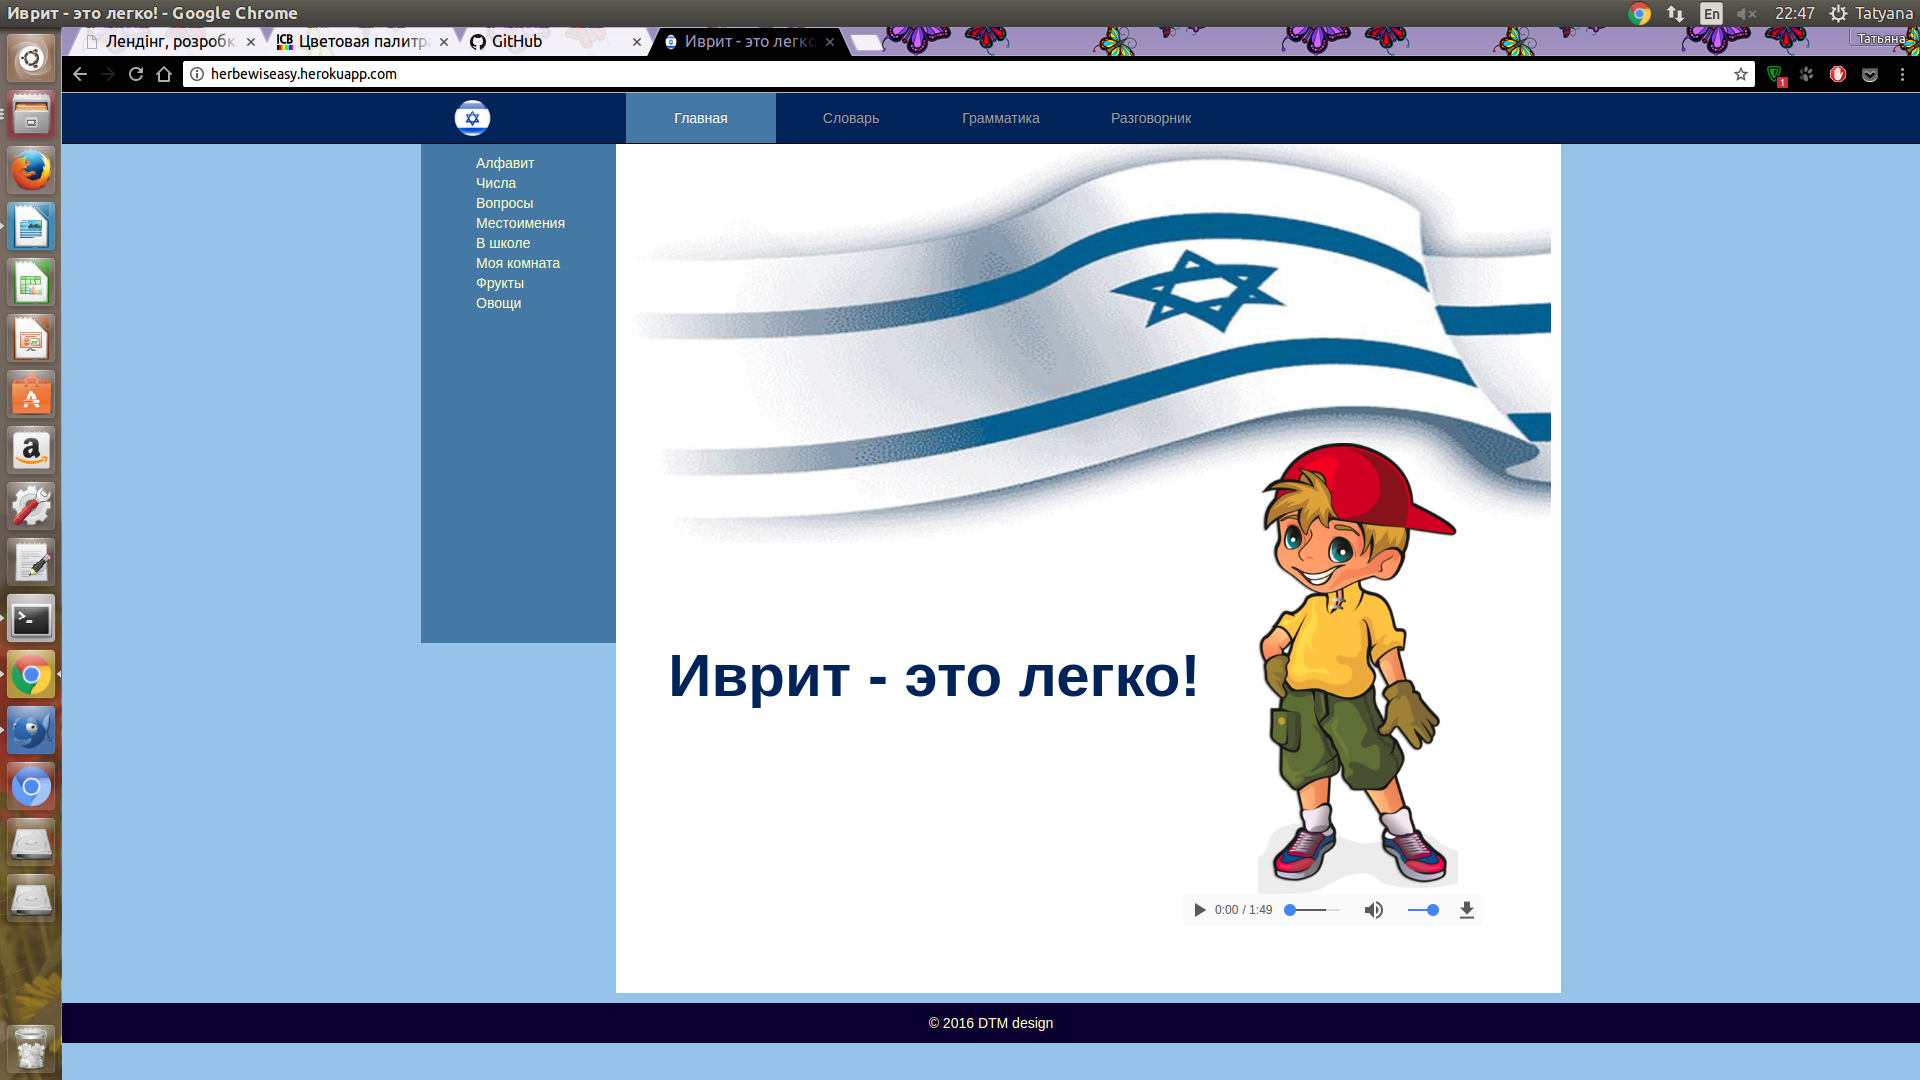 Иврит - это легко! - Google Chrome
En
22:47
Tatyana
Лендінг, розробк
ICB
Цветовая палитра
GitHub
Иврит - это легко
Татьяна
herbewiseasy.herokuapp.com
1
Главная
Словарь
Грамматика
Разговорник
Алфавит
Числа
Вопросы
Местоимения
В школе
Моя комната
Фрукты
Овощи
Иврит - это легко!
0:00 / 1:49
© 2016 DTM design